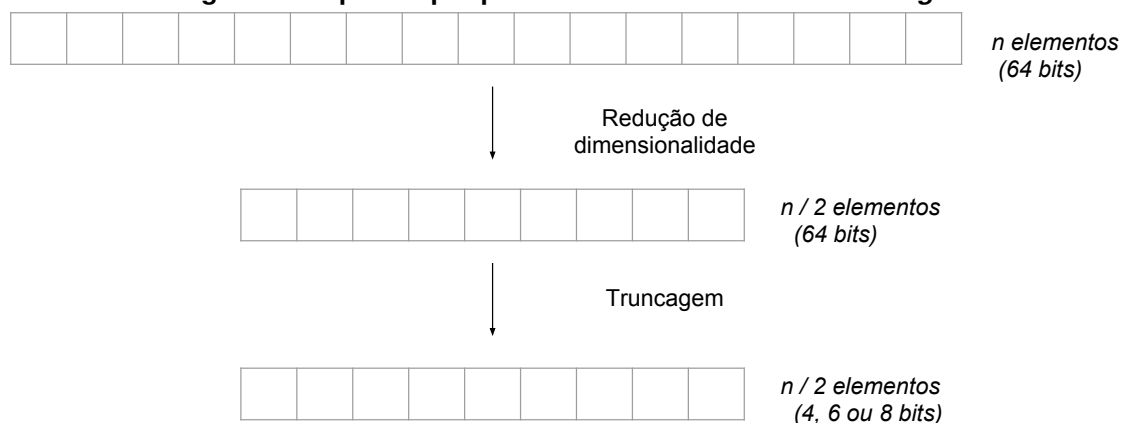 n elementos
(64 bits)
Redução de
dimensionalidade
n / 2 elementos
(64 bits)
Truncagem
n / 2 elementos
(4, 6 ou 8 bits)